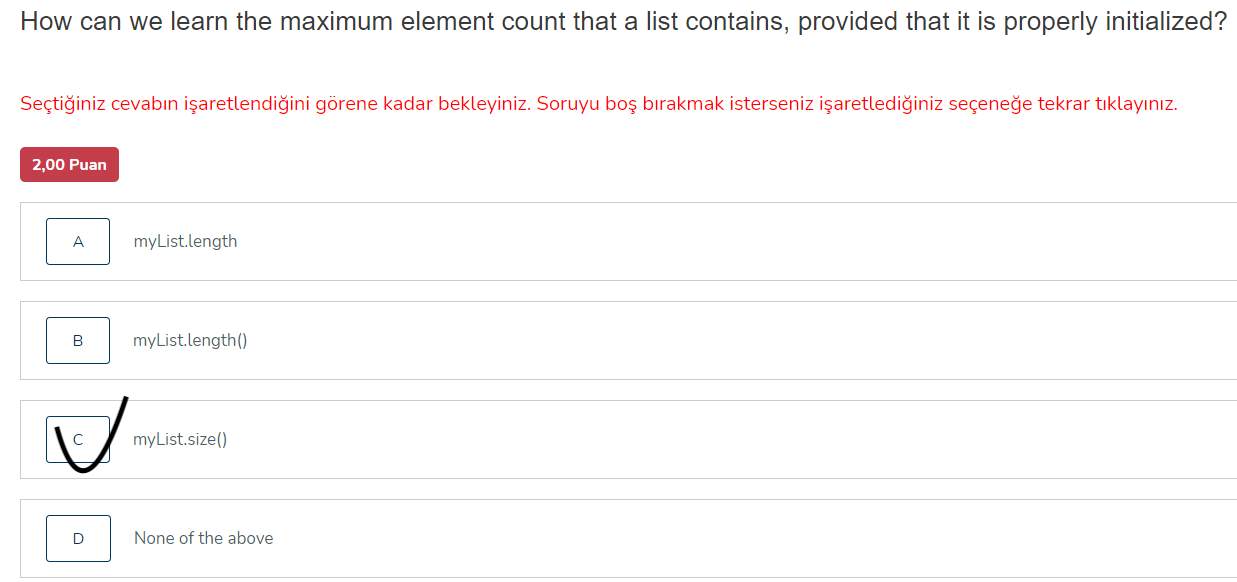 How can we learn the maximum element count that a list contains, provided that it is properly initialized?
Seçtiğiniz cevabın işaretlendiğini görene kadar bekleyiniz. Soruyu boş bırakmak isterseniz işaretlediğiniz seçeneğe tekrar tıklayınız.
2,00 Puan
A myList.length
B myList.length()
C myList.size()
D None of the above